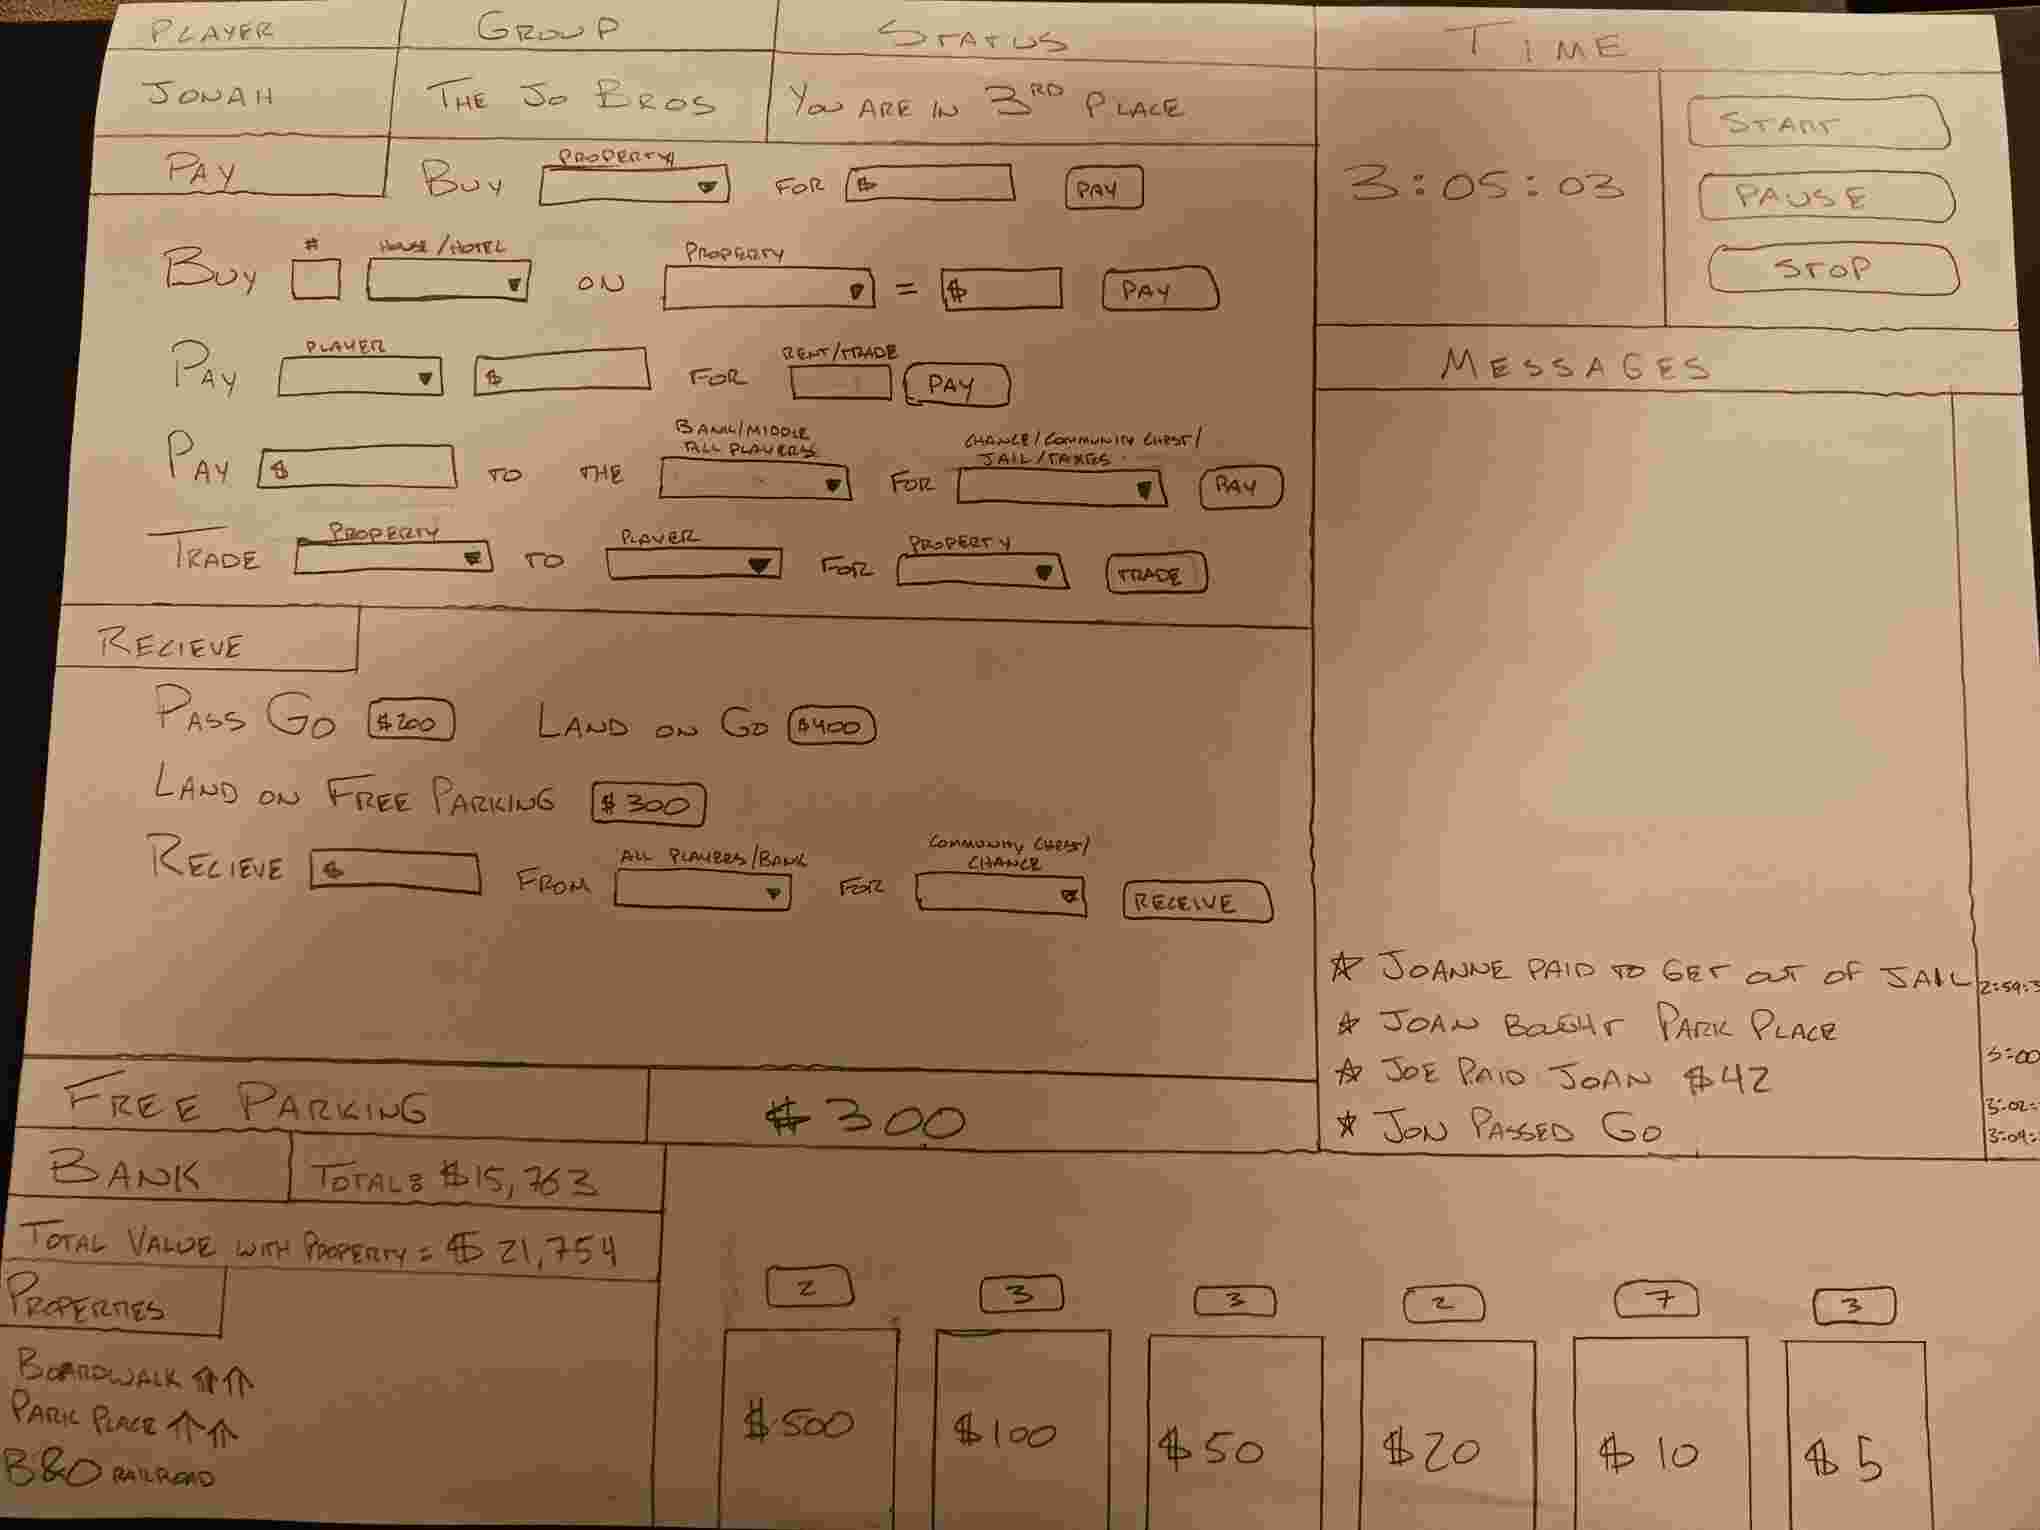 PLAYER GROUP STATUS TIME
JONAH THE JO BROS YOU ARE IN 3RD PLACE
START
3:05:03
PAUSE
STOP
PAY
PROPERTY
BUY FOR $ PAY
# HOUSE/HOTEL PROPERTY
BUY ON = $ PAY
PLAYER RENT/TRADE
PAY $ FOR PAY
BANK/MIDDLE CHANCE/COMMUNITY CHEST/
ALL PLAYERS JAIL/TAXES
PAY $ TO THE FOR PAY
PROPERTY PLAYER PROPERTY
TRADE TO FOR TRADE
MESSAGES
RECIEVE
PASS GO $200 LAND ON GO $400
LAND ON FREE PARKING $300
ALL PLAYERS/BANK COMMUNITY CHEST/
CHANCE
RECIEVE $ FROM FOR RECEIVE
☆ JOANNE PAID TO GET OUT OF JAIL 2:59:3
☆ JOAN BOUGHT PARK PLACE 3:00
☆ JOE PAID JOAN $42 3:02:
☆ JON PASSED GO 3:04:
FREE PARKING $300
BANK TOTAL: $15,763
TOTAL VALUE WITH PROPERTY = $21,754
PROPERTIES
BOARDWALK ⇑⇑
PARK PLACE ⇑⇑
B&O RAILROAD
2 3 3 2 7 3
$500 $100 $50 $20 $10 $5